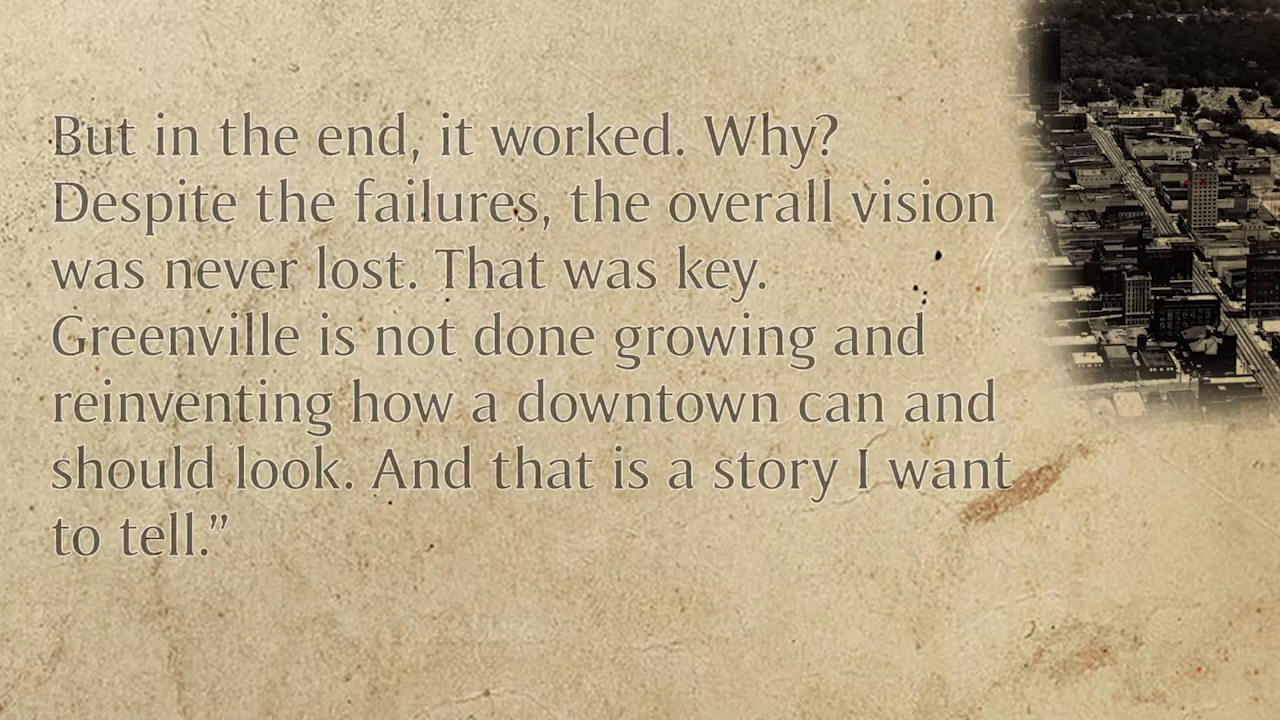 But in the end, it worked. Why?
Despite the failures, the overall vision
was never lost. That was key.
Greenville is not done growing and
reinventing how a downtown can and
should look. And that is a story I want
to tell.”